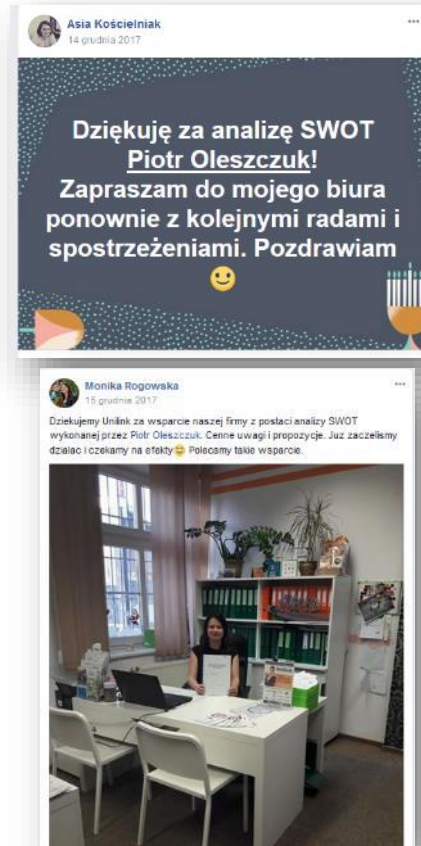 Asia Kościelniak
14 grudnia 2017
Dziękuję za analizę SWOT
Piotr Oleszczuk!
Zapraszam do mojego biura
ponownie z kolejnymi radami i
spostrzeżeniami. Pozdrawiam
Monika Rogowska
15 grudnia 2017
Dziekujemy Unilink za wsparcie naszej firmy z postaci analizy SWOT
wykonanej przez Piotr Oleszczuk. Cenne uwagi i propozycje. Juz zaczelismy
dzialac i czekamy na efekty Polecamy takie wsparcie.